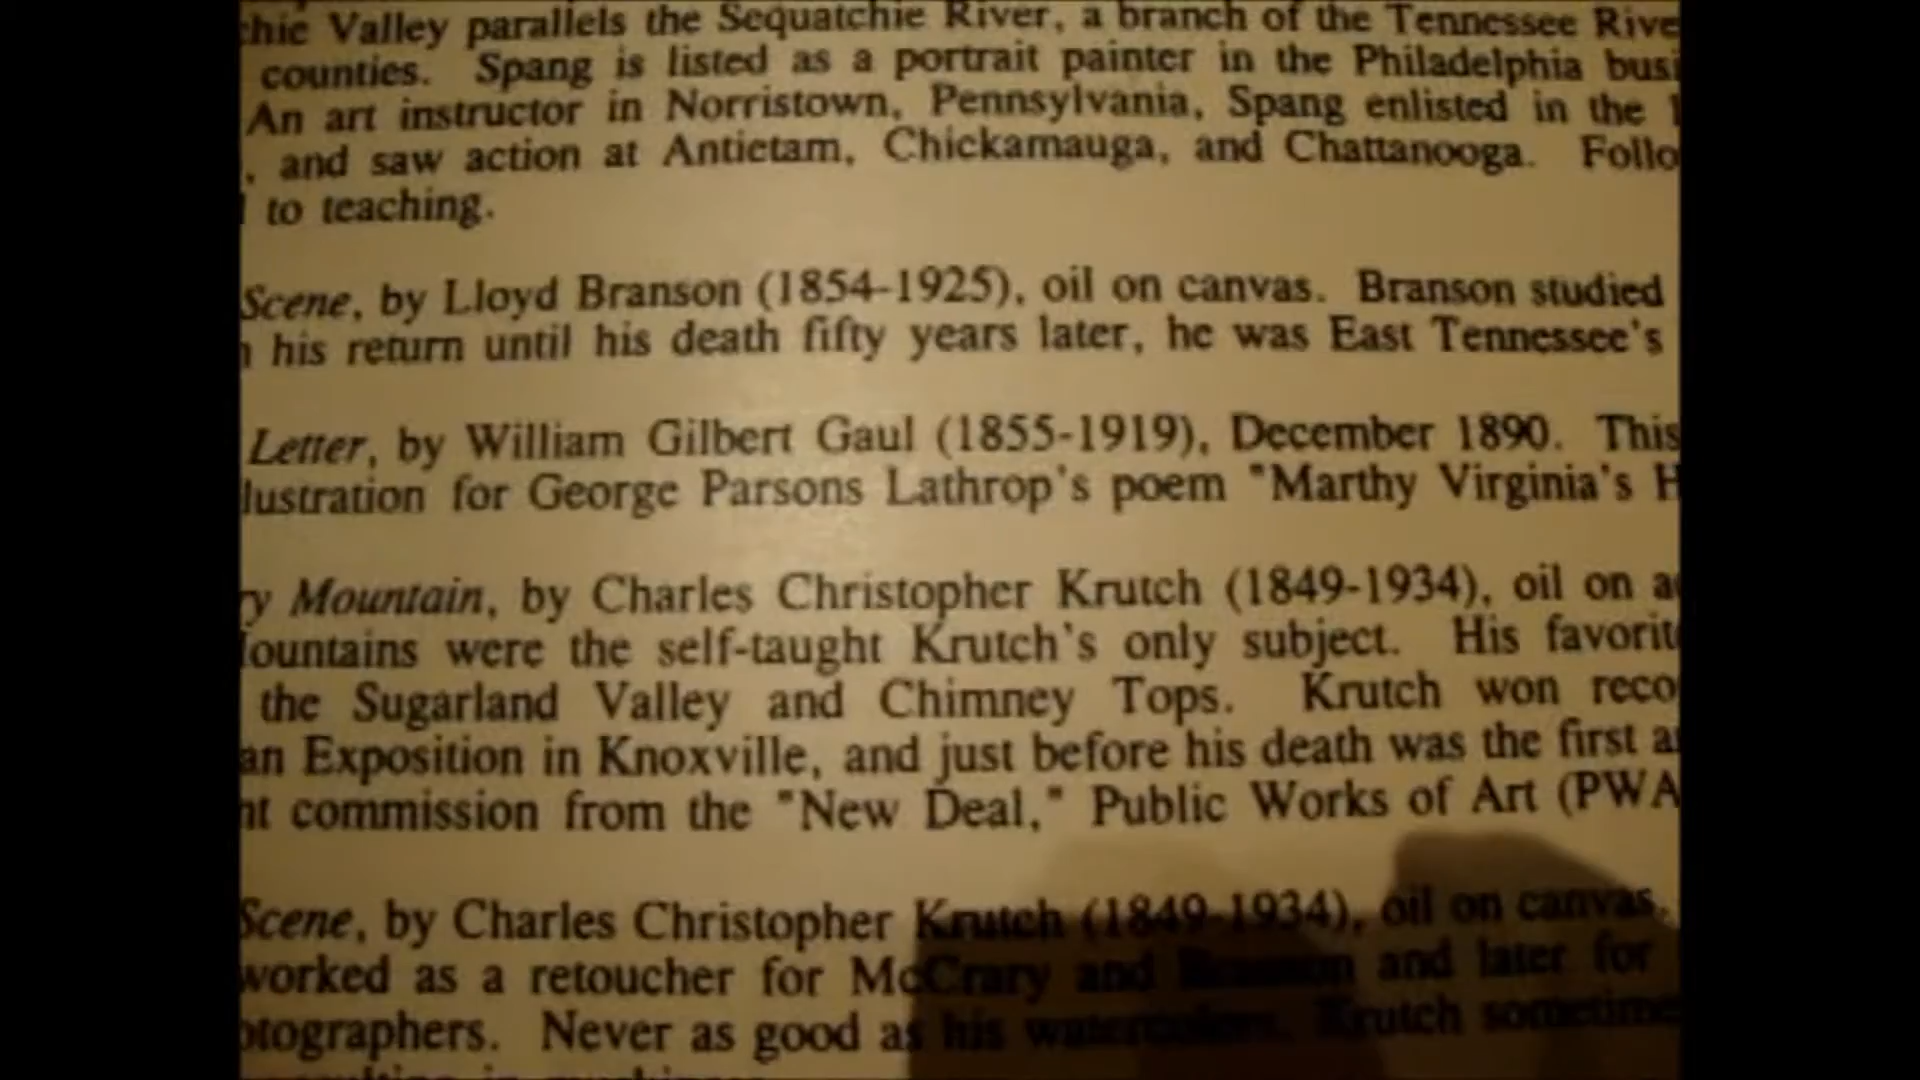 chie Valley parallels the Sequatchie River, a branch of the Tennessee Rive
counties. Spang is listed as a portrait painter in the Philadelphia busi
An art instructor in Norristown, Pennsylvania, Spang enlisted in the
, and saw action at Antietam, Chickamauga, and Chattanooga. Follo
to teaching.
Scene, by Lloyd Branson (1854-1925), oil on canvas. Branson studied
his return until his death fifty years later, he was East Tennessee's
Letter, by William Gilbert Gaul (1855-1919), December 1890. This
lustration for George Parsons Lathrop's poem "Marthy Virginia's H
ry Mountain, by Charles Christopher Krutch (1849-1934), oil on a
ountains were the self-taught Krutch's only subject. His favorit
the Sugarland Valley and Chimney Tops. Krutch won reco
an Exposition in Knoxville, and just before his death was the first a
nt commission from the "New Deal," Public Works of Art (PWA
Scene, by Charles Christopher Krutch (1849-1934), oil on canvas.
worked as a retoucher for McCrary and Branson and later for
otographers. Never as good as his watercolors, Krutch sometime